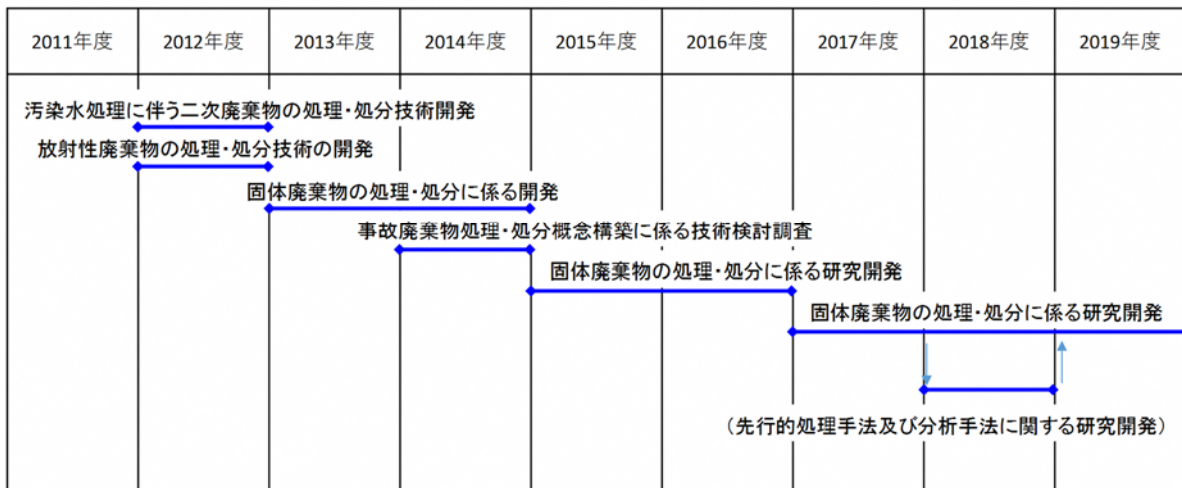 2011年度 2012年度 2013年度 2014年度 2015年度 2016年度 2017年度 2018年度 2019年度
汚染水処理に伴う二次廃棄物の処理・処分技術開発
放射性廃棄物の処理・処分技術の開発
固体廃棄物の処理・処分に係る開発
事故廃棄物処理・処分概念構築に係る技術検討調査
固体廃棄物の処理・処分に係る研究開発
固体廃棄物の処理・処分に係る研究開発
（先行的処理手法及び分析手法に関する研究開発）